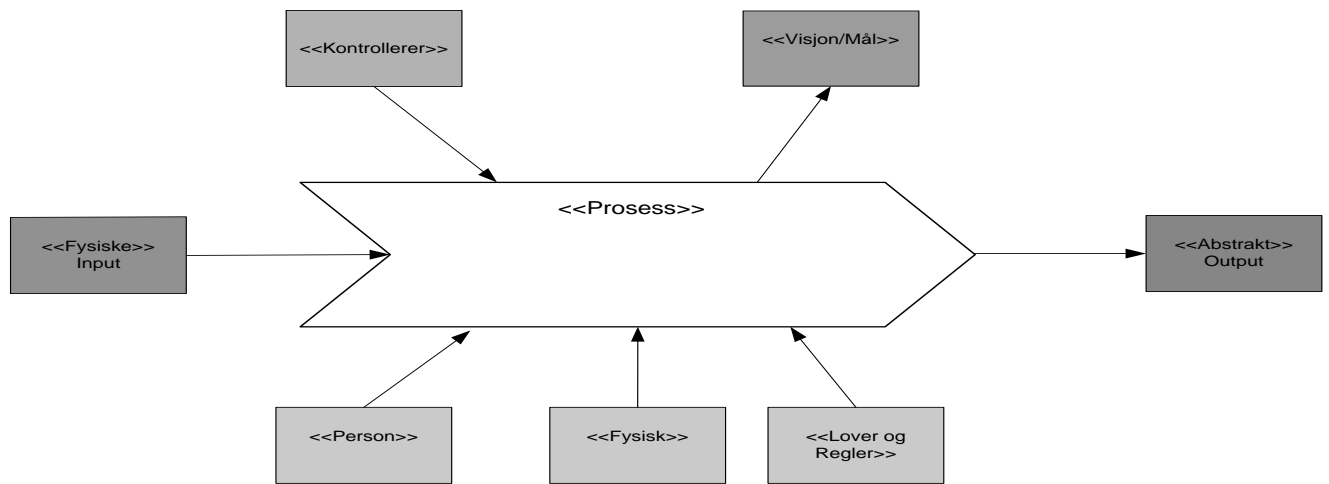 <<Kontrollerer>>
<<Visjon/Mål>>
<<Prosess>>
<<Fysiske>>
Input
<<Abstrakt>>
Output
<<Person>>
<<Fysisk>>
<<Lover og
Regler>>